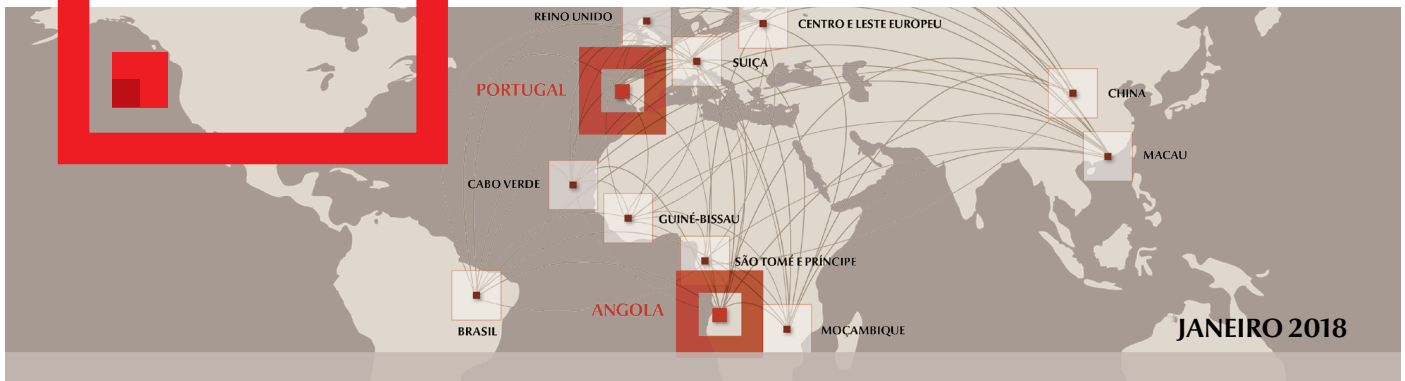 REINO UNIDO
CENTRO E LESTE EUROPEU
SUIÇA
PORTUGAL
CHINA
MACAU
CABO VERDE
GUINÉ-BISSAU
SÃO TOMÉ E PRÍNCIPE
ANGOLA
BRASIL
MOÇAMBIQUE
JANEIRO 2018